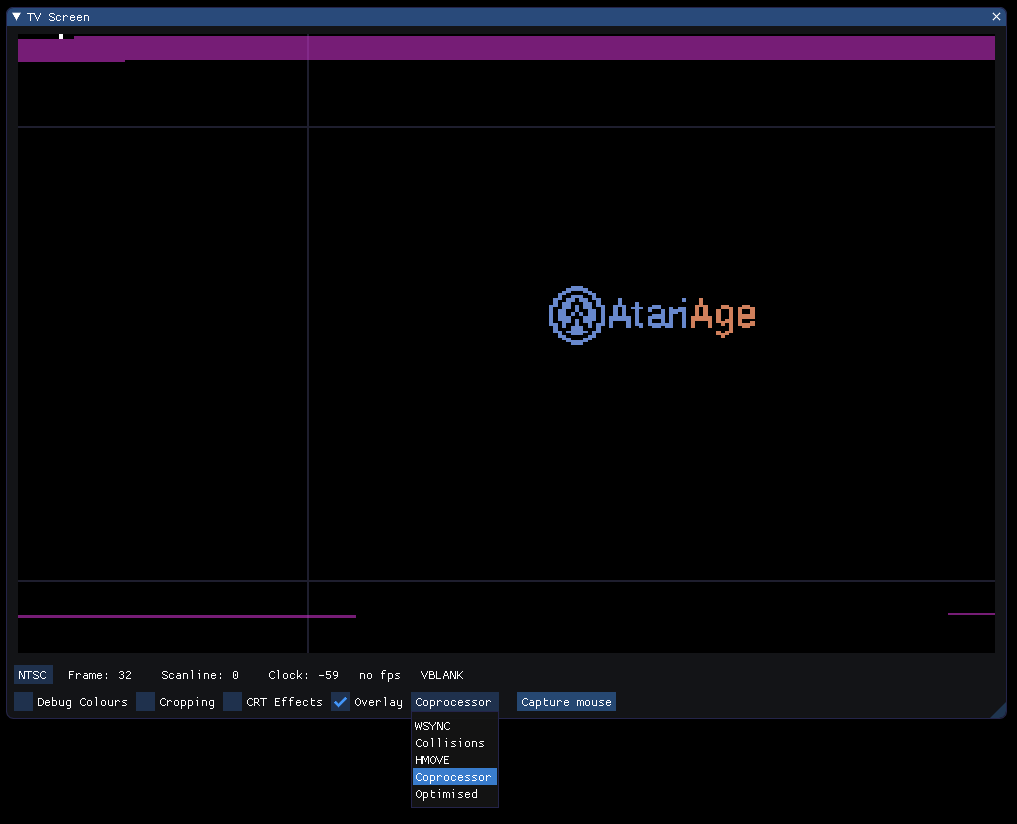 TV Screen
AtariAge
NTSC Frame: 32 Scanline: 0 Clock: -59 no fps VBLANK
Debug Colours Cropping CRT Effects Overlay Coprocessor Capture mouse
WSYNC
Collisions
HMOVE
Coprocessor
Optimised